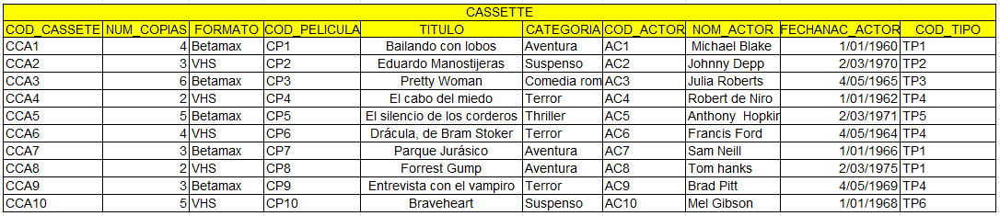 CASSETTE
COD_CASSETE NUM_COPIAS FORMATO COD_PELICULA TITULO CATEGORIA COD_ACTOR NOM_ACTOR FECHANAC_ACTOR COD_TIPO
CCA1 4 Betamax CP1 Bailando con lobos Aventura AC1 Michael Blake 1/01/1960 TP1
CCA2 3 VHS CP2 Eduardo Manostijeras Suspenso AC2 Johnny Depp 2/03/1970 TP2
CCA3 6 Betamax CP3 Pretty Woman Comedia rom AC3 Julia Roberts 4/05/1965 TP3
CCA4 2 VHS CP4 El cabo del miedo Terror AC4 Robert de Niro 1/01/1962 TP4
CCA5 5 Betamax CP5 El silencio de los corderos Thriller AC5 Anthony Hopkin 2/03/1971 TP5
CCA6 4 VHS CP6 Drácula, de Bram Stoker Terror AC6 Francis Ford 4/05/1964 TP4
CCA7 3 Betamax CP7 Parque Jurásico Aventura AC7 Sam Neill 1/01/1966 TP1
CCA8 2 VHS CP8 Forrest Gump Aventura AC8 Tom hanks 2/03/1975 TP1
CCA9 3 Betamax CP9 Entrevista con el vampiro Terror AC9 Brad Pitt 4/05/1969 TP4
CCA10 5 VHS CP10 Braveheart Suspenso AC10 Mel Gibson 1/01/1968 TP6